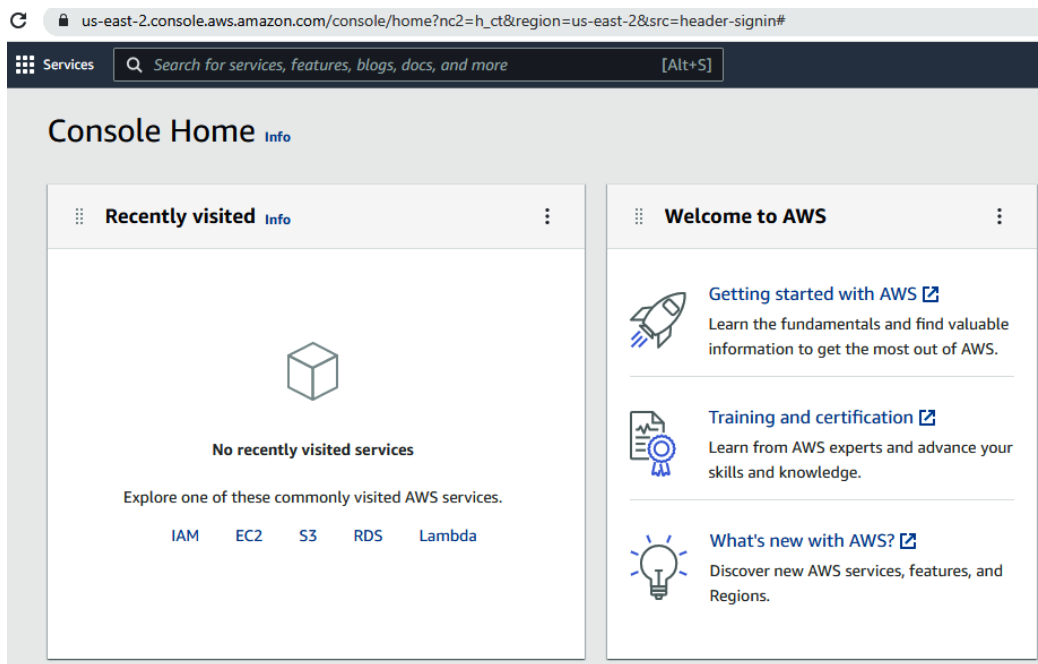 us-east-2.console.aws.amazon.com/console/home?nc2=h_ct&region=us-east-2&src=header-signin#
Services
Search for services, features, blogs, docs, and more [Alt+S]
Console Home Info
Recently visited Info
No recently visited services
Explore one of these commonly visited AWS services.
IAM EC2 S3 RDS Lambda
Welcome to AWS
Getting started with AWS
Learn the fundamentals and find valuable
information to get the most out of AWS.
Training and certification
Learn from AWS experts and advance your
skills and knowledge.
What's new with AWS?
Discover new AWS services, features, and
Regions.